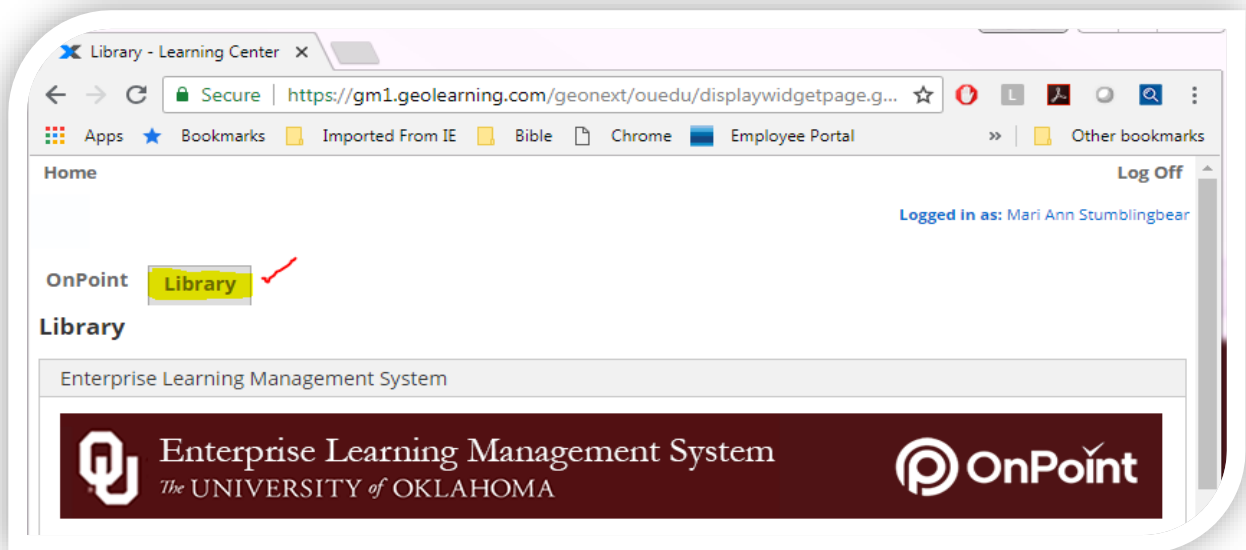 Library - Learning Center
Secure | https://gm1.geolearning.com/geonext/ouedu/displaywidgetpage.g...
L
Apps Bookmarks Imported From IE Bible Chrome Employee Portal » Other bookmarks
Home Log Off
Logged in as: Mari Ann Stumblingbear
OnPoint Library
Library
Enterprise Learning Management System
OU Enterprise Learning Management System
The UNIVERSITY of OKLAHOMA
OnPoint